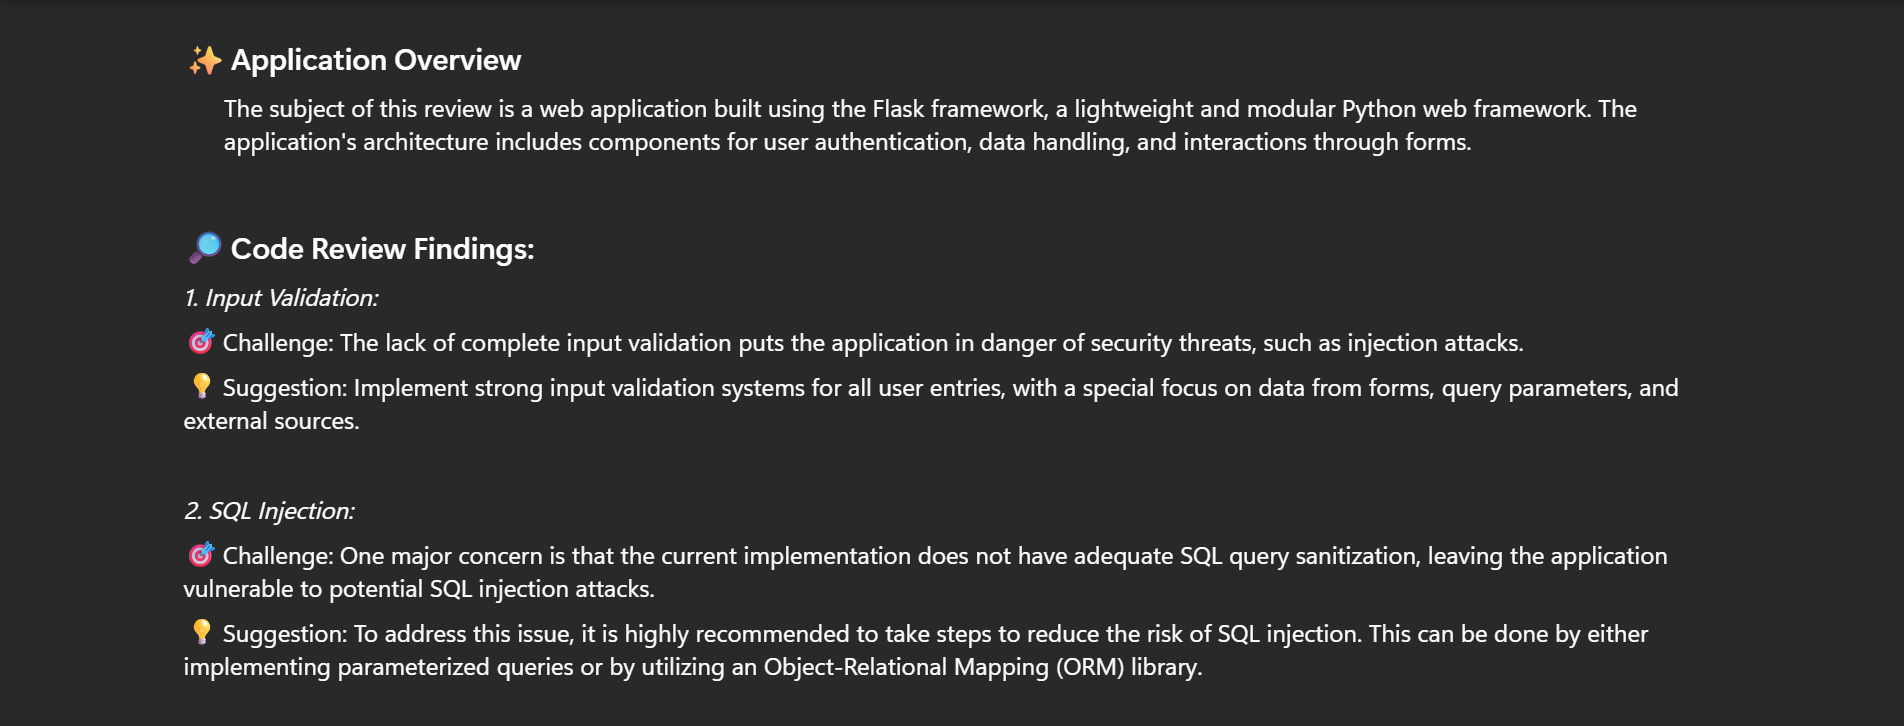 ✨ Application Overview
The subject of this review is a web application built using the Flask framework, a lightweight and modular Python web framework. The
application's architecture includes components for user authentication, data handling, and interactions through forms.
🔎 Code Review Findings:
1. Input Validation:
🎯 Challenge: The lack of complete input validation puts the application in danger of security threats, such as injection attacks.
💡 Suggestion: Implement strong input validation systems for all user entries, with a special focus on data from forms, query parameters, and
external sources.
2. SQL Injection:
🎯 Challenge: One major concern is that the current implementation does not have adequate SQL query sanitization, leaving the application
vulnerable to potential SQL injection attacks.
💡 Suggestion: To address this issue, it is highly recommended to take steps to reduce the risk of SQL injection. This can be done by either
implementing parameterized queries or by utilizing an Object-Relational Mapping (ORM) library.